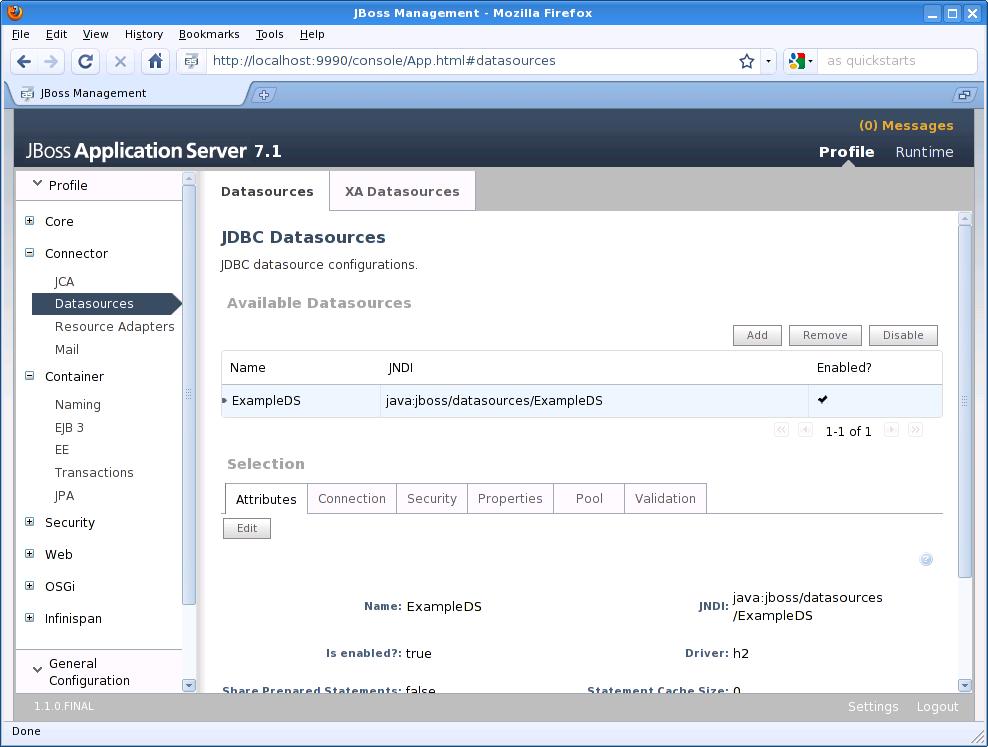 JBoss Management - Mozilla Firefox
File Edit View History Bookmarks Tools Help
http://localhost:9990/console/App.html#datasources
as quickstarts
JBoss Management
(0) Messages
JBoss Application Server 7.1
Profile Runtime
Profile
Core
Connector
JCA
Datasources
Resource Adapters
Mail
Container
Naming
EJB 3
EE
Transactions
JPA
Security
Web
OSGi
Infinispan
General
Configuration
Datasources XA Datasources
JDBC Datasources
JDBC datasource configurations.
Available Datasources
Add Remove Disable
Name JNDI Enabled?
ExampleDS java:jboss/datasources/ExampleDS
1-1 of 1
Selection
Attributes Connection Security Properties Pool Validation
Edit
Name: ExampleDS JNDI: java:jboss/datasources
/ExampleDS
Is enabled?: true Driver: h2
Share Prepared Statements: false Statement Cache Size: 0
1.1.0.FINAL Settings Logout
Done